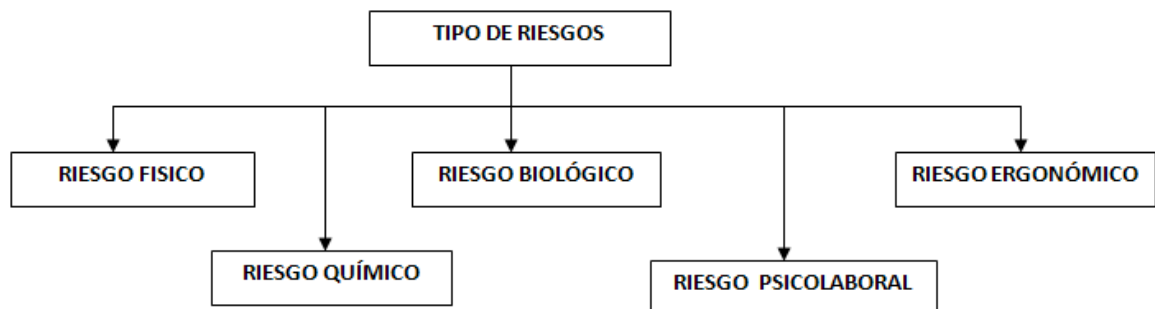 TIPO DE RIESGOS
RIESGO FISICO
RIESGO BIOLÓGICO
RIESGO ERGONÓMICO
RIESGO QUÍMICO
RIESGO PSICOLABORAL